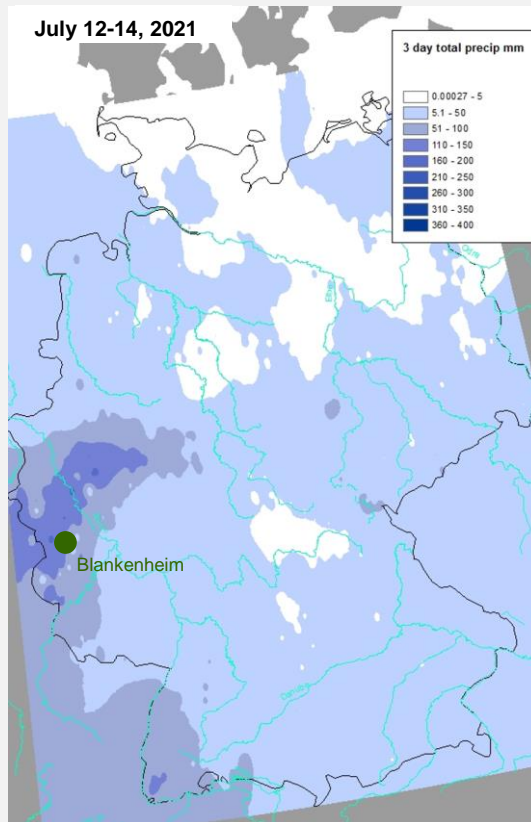 July 12-14, 2021
3 day total precip mm
0.00027 - 5
5.1 - 50
51 - 100
110 - 150
160 - 200
210 - 250
260 - 300
310 - 350
360 - 400
Elbe
Blankenheim